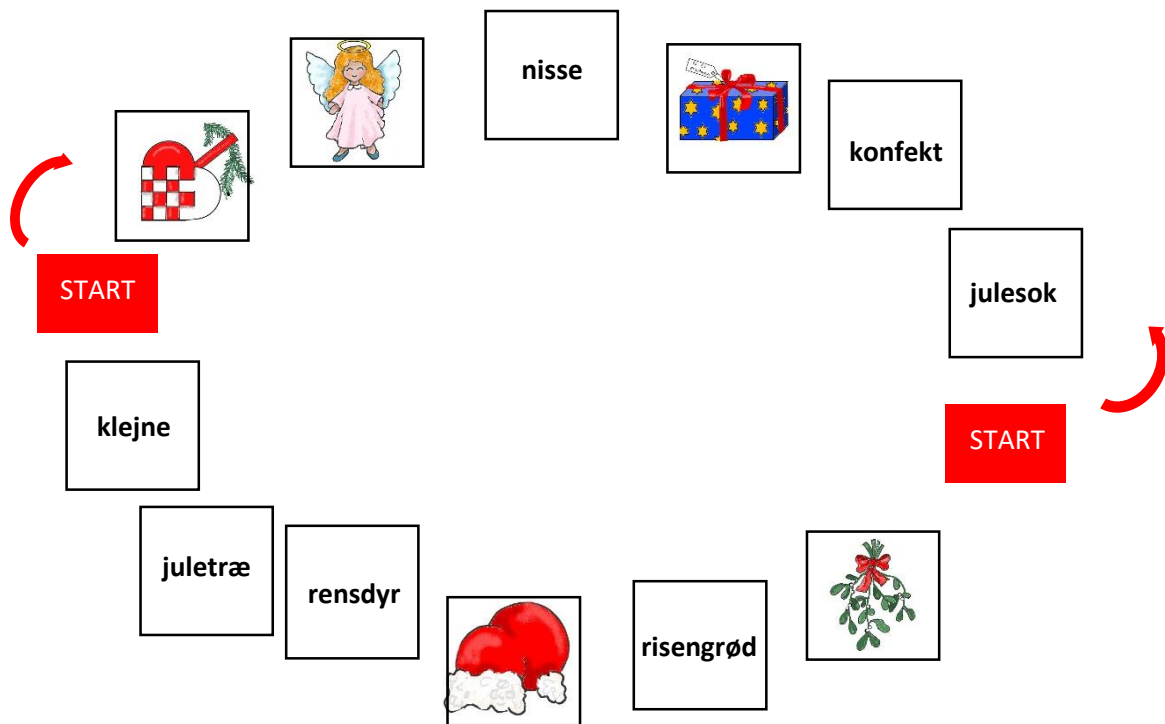 nisse
konfekt
START
julesok
klejne
START
juletræ
rensdyr
risengrød